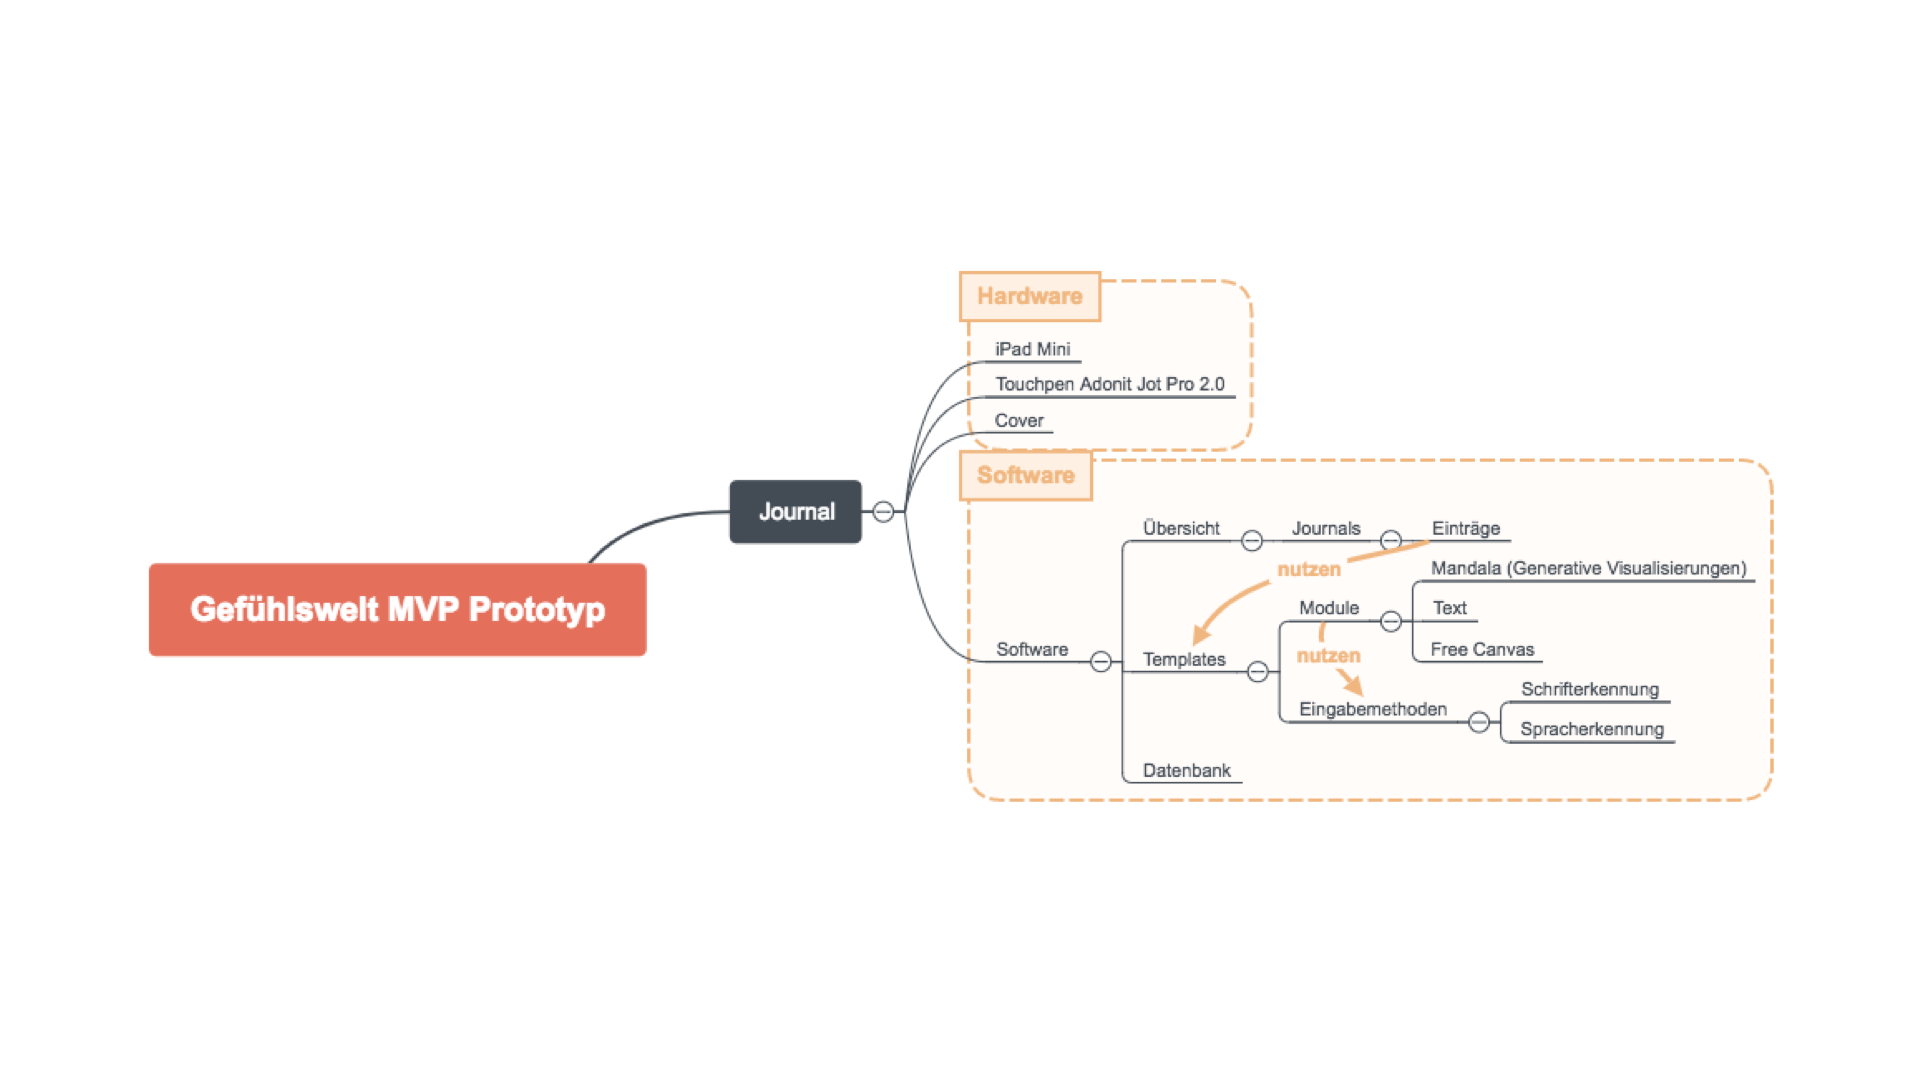 Gefühlswelt MVP Prototyp
Journal
Hardware
iPad Mini
Touchpen Adonit Jot Pro 2.0
Cover
Software
Software
Übersicht
Journals
Einträge
nutzen
Templates
Module
Mandala (Generative Visualisierungen)
Text
Free Canvas
nutzen
Eingabemethoden
Schrifterkennung
Spracherkennung
Datenbank